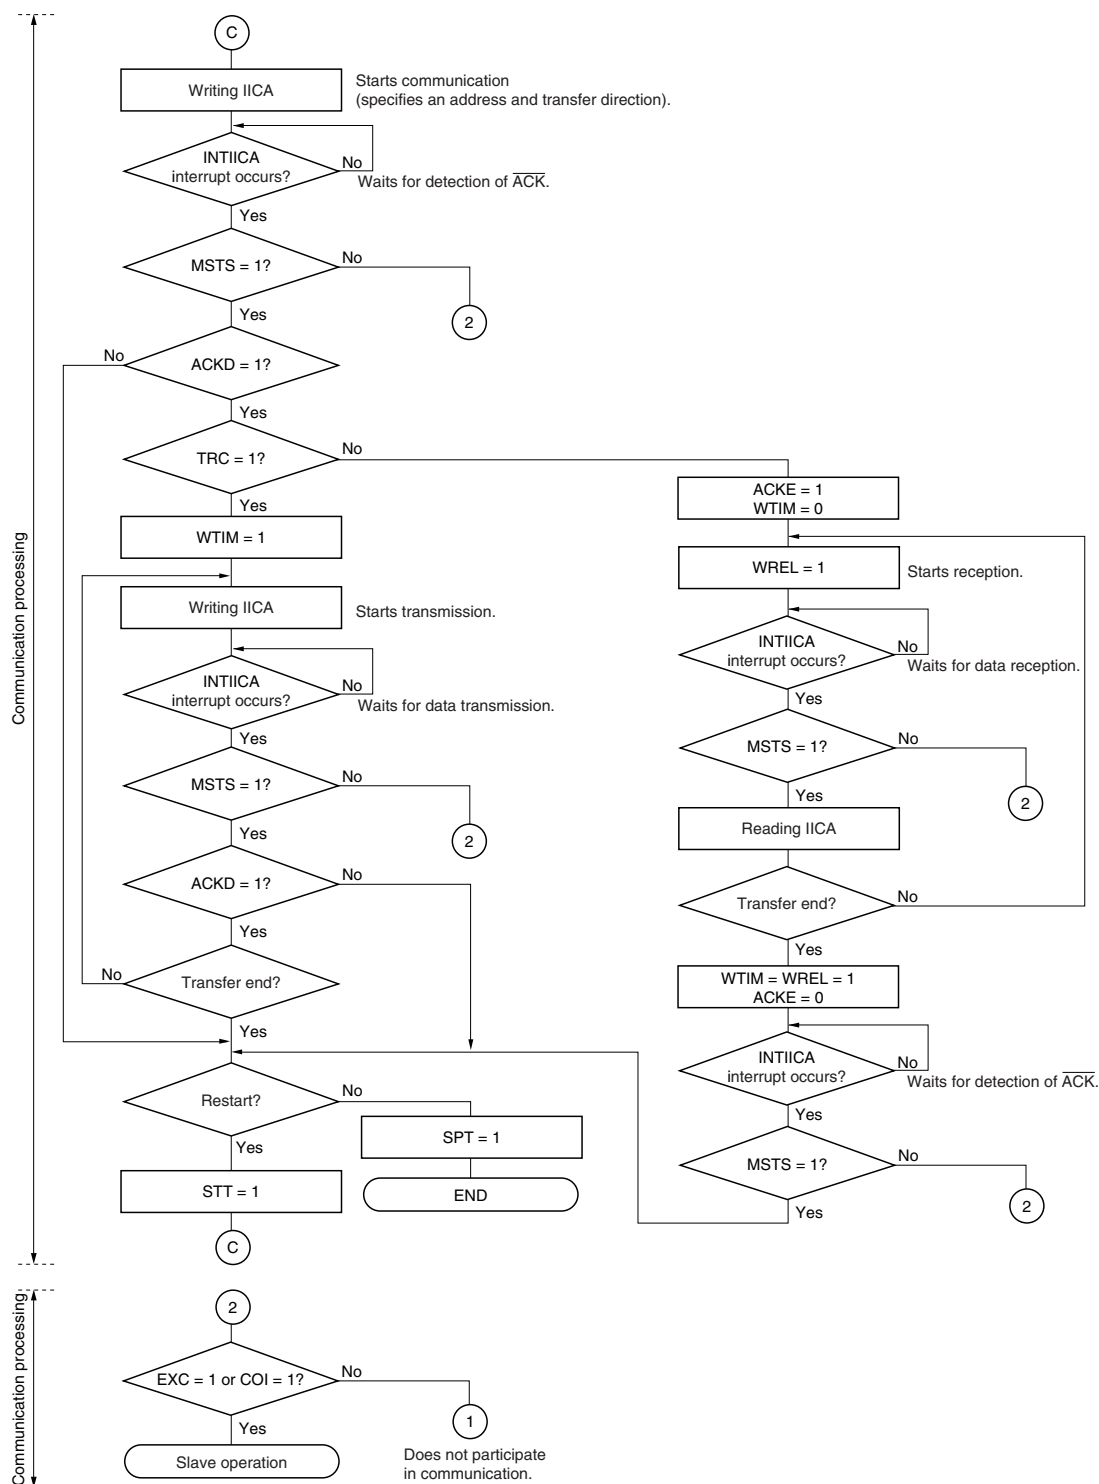 C
Writing IICA
Starts communication
(specifies an address and transfer direction).
INTIICA
interrupt occurs?
No
Waits for detection of A̅C̅K̅.
Yes
MSTS = 1?
No
2
Yes
No
ACKD = 1?
Yes
TRC = 1?
No
Yes
WTIM = 1
Writing IICA
Starts transmission.
INTIICA
interrupt occurs?
No
Waits for data transmission.
Yes
MSTS = 1?
No
2
Yes
ACKD = 1?
No
Yes
No
Transfer end?
Yes
Restart?
No
Yes
SPT = 1
END
STT = 1
C
ACKE = 1
WTIM = 0
WREL = 1
Starts reception.
INTIICA
interrupt occurs?
No
Waits for data reception.
Yes
MSTS = 1?
No
2
Yes
Reading IICA
Transfer end?
No
Yes
WTIM = WREL = 1
ACKE = 0
INTIICA
interrupt occurs?
No
Waits for detection of A̅C̅K̅.
Yes
MSTS = 1?
No
2
Yes
Communication processing
2
EXC = 1 or COI = 1?
No
1
Does not participate
in communication.
Yes
Slave operation
Communication processing